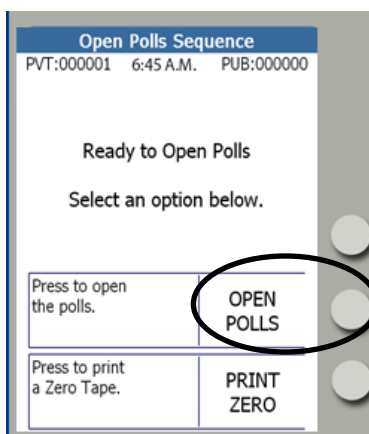 Open Polls Sequence
PVT:000001 6:45 A.M. PUB:000000
Ready to Open Polls
Select an option below.
Press to open
the polls.
OPEN
POLLS
Press to print
a Zero Tape.
PRINT
ZERO